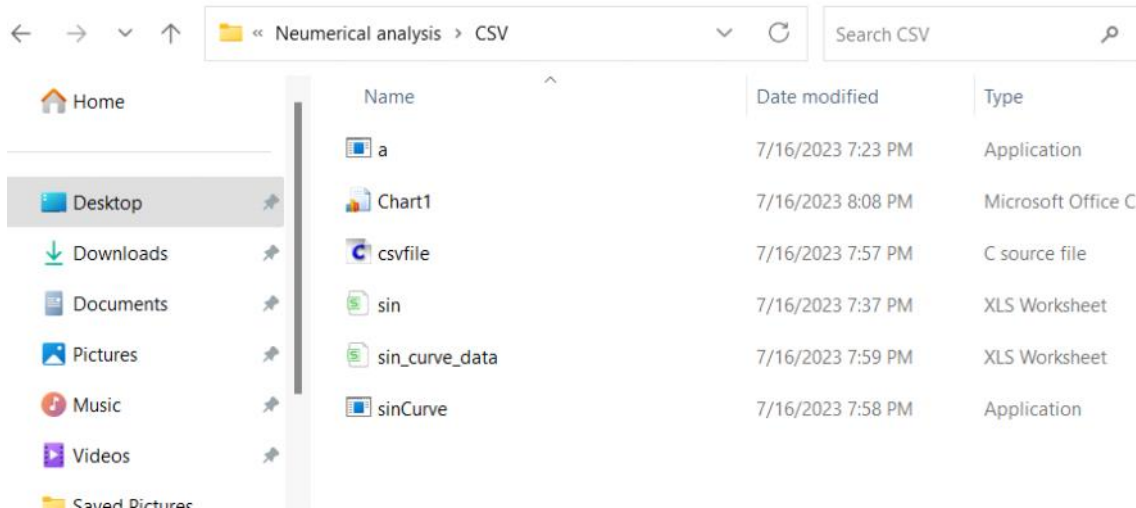 « Neumerical analysis > CSV
Search CSV
Home
Desktop
Downloads
Documents
Pictures
Music
Videos
Saved Pictures
Name Date modified Type
a 7/16/2023 7:23 PM Application
Chart1 7/16/2023 8:08 PM Microsoft Office C
csvfile 7/16/2023 7:57 PM C source file
sin 7/16/2023 7:37 PM XLS Worksheet
sin_curve_data 7/16/2023 7:59 PM XLS Worksheet
sinCurve 7/16/2023 7:58 PM Application